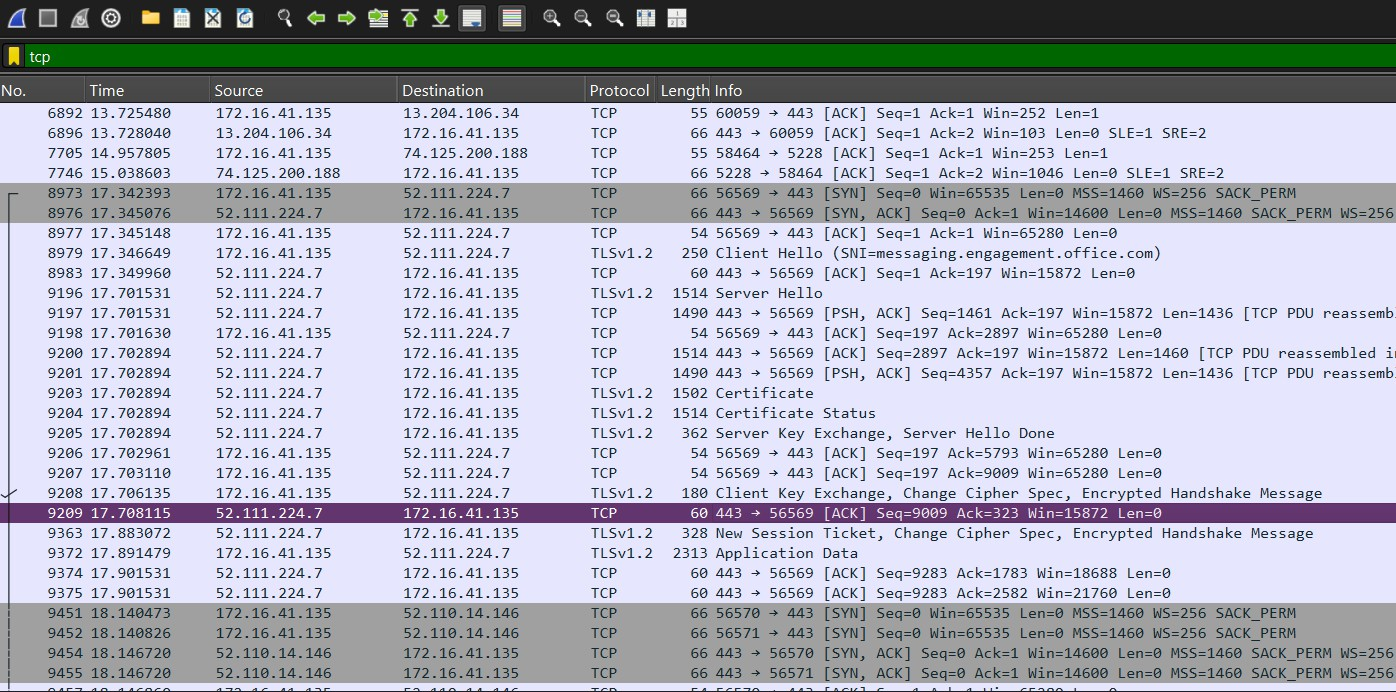 tcp
No. Time Source Destination Protocol Length Info
6892 13.725480 172.16.41.135 13.204.106.34 TCP 55 60059 → 443 [ACK] Seq=1 Ack=1 Win=252 Len=1
6896 13.728040 13.204.106.34 172.16.41.135 TCP 66 443 → 60059 [ACK] Seq=1 Ack=2 Win=103 Len=0 SLE=1 SRE=2
7705 14.957805 172.16.41.135 74.125.200.188 TCP 55 58464 → 5228 [ACK] Seq=1 Ack=1 Win=253 Len=1
7746 15.038603 74.125.200.188 172.16.41.135 TCP 66 5228 → 58464 [ACK] Seq=1 Ack=2 Win=1046 Len=0 SLE=1 SRE=2
8973 17.342393 172.16.41.135 52.111.224.7 TCP 66 56569 → 443 [SYN] Seq=0 Win=65535 Len=0 MSS=1460 WS=256 SACK_PERM
8976 17.345076 52.111.224.7 172.16.41.135 TCP 66 443 → 56569 [SYN, ACK] Seq=0 Ack=1 Win=14600 Len=0 MSS=1460 SACK_PERM WS=256
8977 17.345148 172.16.41.135 52.111.224.7 TCP 54 56569 → 443 [ACK] Seq=1 Ack=1 Win=65280 Len=0
8979 17.346649 172.16.41.135 52.111.224.7 TLSv1.2 250 Client Hello (SNI=messaging.engagement.office.com)
8983 17.349960 52.111.224.7 172.16.41.135 TCP 60 443 → 56569 [ACK] Seq=1 Ack=197 Win=15872 Len=0
9196 17.701531 52.111.224.7 172.16.41.135 TLSv1.2 1514 Server Hello
9197 17.701531 52.111.224.7 172.16.41.135 TCP 1490 443 → 56569 [PSH, ACK] Seq=1461 Ack=197 Win=15872 Len=1436 [TCP PDU reassemb
9198 17.701630 172.16.41.135 52.111.224.7 TCP 54 56569 → 443 [ACK] Seq=197 Ack=2897 Win=65280 Len=0
9200 17.702894 52.111.224.7 172.16.41.135 TCP 1514 443 → 56569 [ACK] Seq=2897 Ack=197 Win=15872 Len=1460 [TCP PDU reassembled i
9201 17.702894 52.111.224.7 172.16.41.135 TCP 1490 443 → 56569 [PSH, ACK] Seq=4357 Ack=197 Win=15872 Len=1436 [TCP PDU reassemb
9203 17.702894 52.111.224.7 172.16.41.135 TLSv1.2 1502 Certificate
9204 17.702894 52.111.224.7 172.16.41.135 TLSv1.2 1514 Certificate Status
9205 17.702894 52.111.224.7 172.16.41.135 TLSv1.2 362 Server Key Exchange, Server Hello Done
9206 17.702961 172.16.41.135 52.111.224.7 TCP 54 56569 → 443 [ACK] Seq=197 Ack=5793 Win=65280 Len=0
9207 17.703110 172.16.41.135 52.111.224.7 TCP 54 56569 → 443 [ACK] Seq=197 Ack=9009 Win=65280 Len=0
9208 17.706135 172.16.41.135 52.111.224.7 TLSv1.2 180 Client Key Exchange, Change Cipher Spec, Encrypted Handshake Message
9209 17.708115 52.111.224.7 172.16.41.135 TCP 60 443 → 56569 [ACK] Seq=9009 Ack=323 Win=15872 Len=0
9363 17.883072 52.111.224.7 172.16.41.135 TLSv1.2 328 New Session Ticket, Change Cipher Spec, Encrypted Handshake Message
9372 17.891479 172.16.41.135 52.111.224.7 TLSv1.2 2313 Application Data
9374 17.901531 52.111.224.7 172.16.41.135 TCP 60 443 → 56569 [ACK] Seq=9283 Ack=1783 Win=18688 Len=0
9375 17.901531 52.111.224.7 172.16.41.135 TCP 60 443 → 56569 [ACK] Seq=9283 Ack=2582 Win=21760 Len=0
9451 18.140473 172.16.41.135 52.110.14.146 TCP 66 56570 → 443 [SYN] Seq=0 Win=65535 Len=0 MSS=1460 WS=256 SACK_PERM
9452 18.140826 172.16.41.135 52.110.14.146 TCP 66 56571 → 443 [SYN] Seq=0 Win=65535 Len=0 MSS=1460 WS=256 SACK_PERM
9454 18.146720 52.110.14.146 172.16.41.135 TCP 66 443 → 56570 [SYN, ACK] Seq=0 Ack=1 Win=14600 Len=0 MSS=1460 SACK_PERM WS=256
9455 18.146720 52.110.14.146 172.16.41.135 TCP 66 443 → 56571 [SYN, ACK] Seq=0 Ack=1 Win=14600 Len=0 MSS=1460 SACK_PERM WS=256